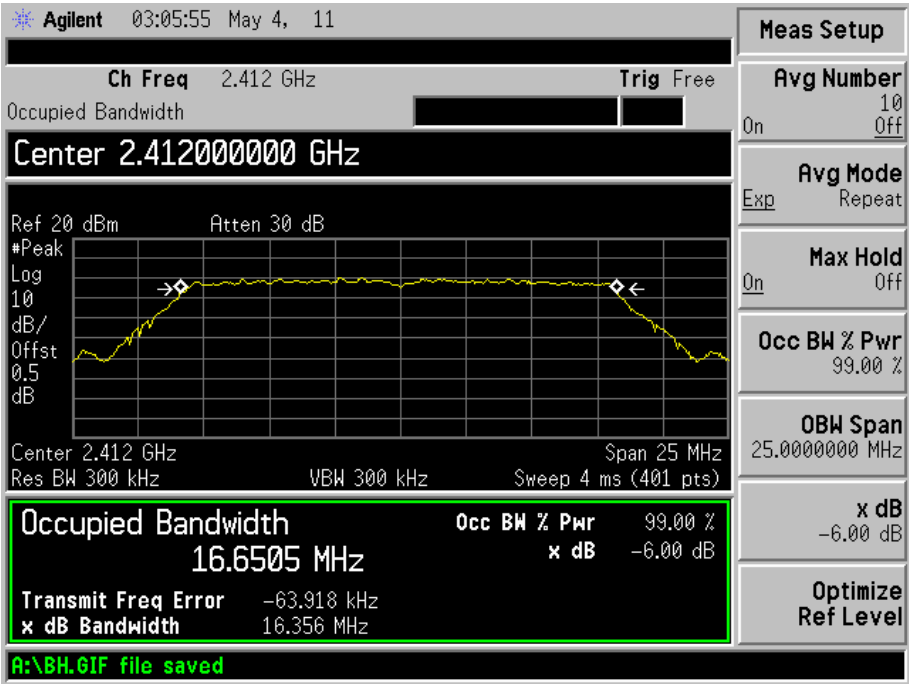 Agilent 03:05:55 May 4, 11
Ch Freq 2.412 GHz Trig Free
Occupied Bandwidth
Center 2.412000000 GHz
Ref 20 dBm Atten 30 dB
#Peak
Log
10
dB/
Offst
0.5
dB
Center 2.412 GHz Span 25 MHz
Res BW 300 kHz VBW 300 kHz Sweep 4 ms (401 pts)
Occupied Bandwidth Occ BW % Pwr 99.00 %
16.6505 MHz x dB -6.00 dB
Transmit Freq Error -63.918 kHz
x dB Bandwidth 16.356 MHz
A:\BH.GIF file saved
Meas Setup
Avg Number
10
On Off
Avg Mode
Exp Repeat
Max Hold
On Off
Occ BW % Pwr
99.00 %
OBW Span
25.0000000 MHz
x dB
-6.00 dB
Optimize
Ref Level